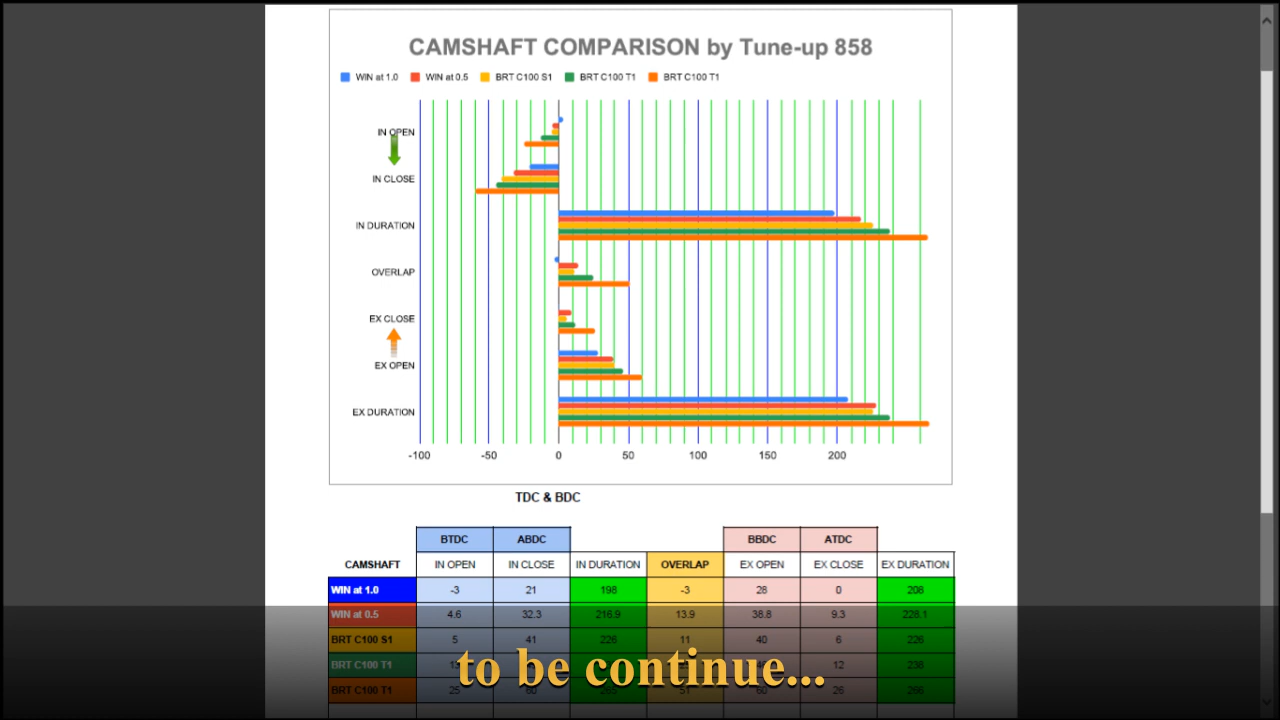 CAMSHAFT COMPARISON by Tune-up 858
WIN at 1.0 WIN at 0.5 BRT C100 S1 BRT C100 T1 BRT C100 T1
IN OPEN
IN CLOSE
IN DURATION
OVERLAP
EX CLOSE
EX OPEN
EX DURATION
-100 -50 0 50 100 150 200
TDC & BDC
BTDC ABDC BBDC ATDC
CAMSHAFT IN OPEN IN CLOSE IN DURATION OVERLAP EX OPEN EX CLOSE EX DURATION
WIN at 1.0 -3 21 198 -3 28 0 208
WIN at 0.5 4.6 32.3 216.9 13.9 38.8 9.3 228.1
BRT C100 S1 5 41 226 11 40 6 226
BRT C100 T1 12 238
BRT C100 T1 25 60 265 51 60 26 266
to be continue...